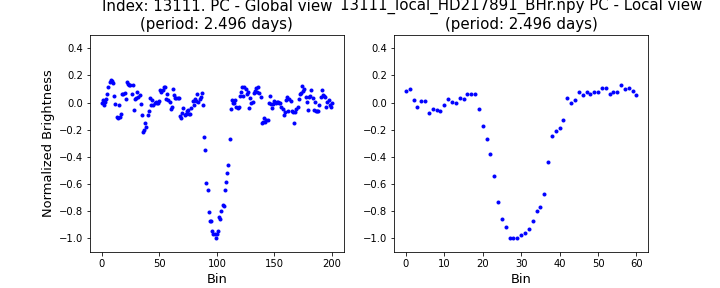 Index: 13111. PC - Global view
(period: 2.496 days)
13111_local_HD217891_BHr.npy PC - Local view
(period: 2.496 days)
Normalized Brightness
0.4
0.2
0.0
−0.2
−0.4
−0.6
−0.8
−1.0
0 50 100 150 200
Bin
0.4
0.2
0.0
−0.2
−0.4
−0.6
−0.8
−1.0
0 10 20 30 40 50 60
Bin